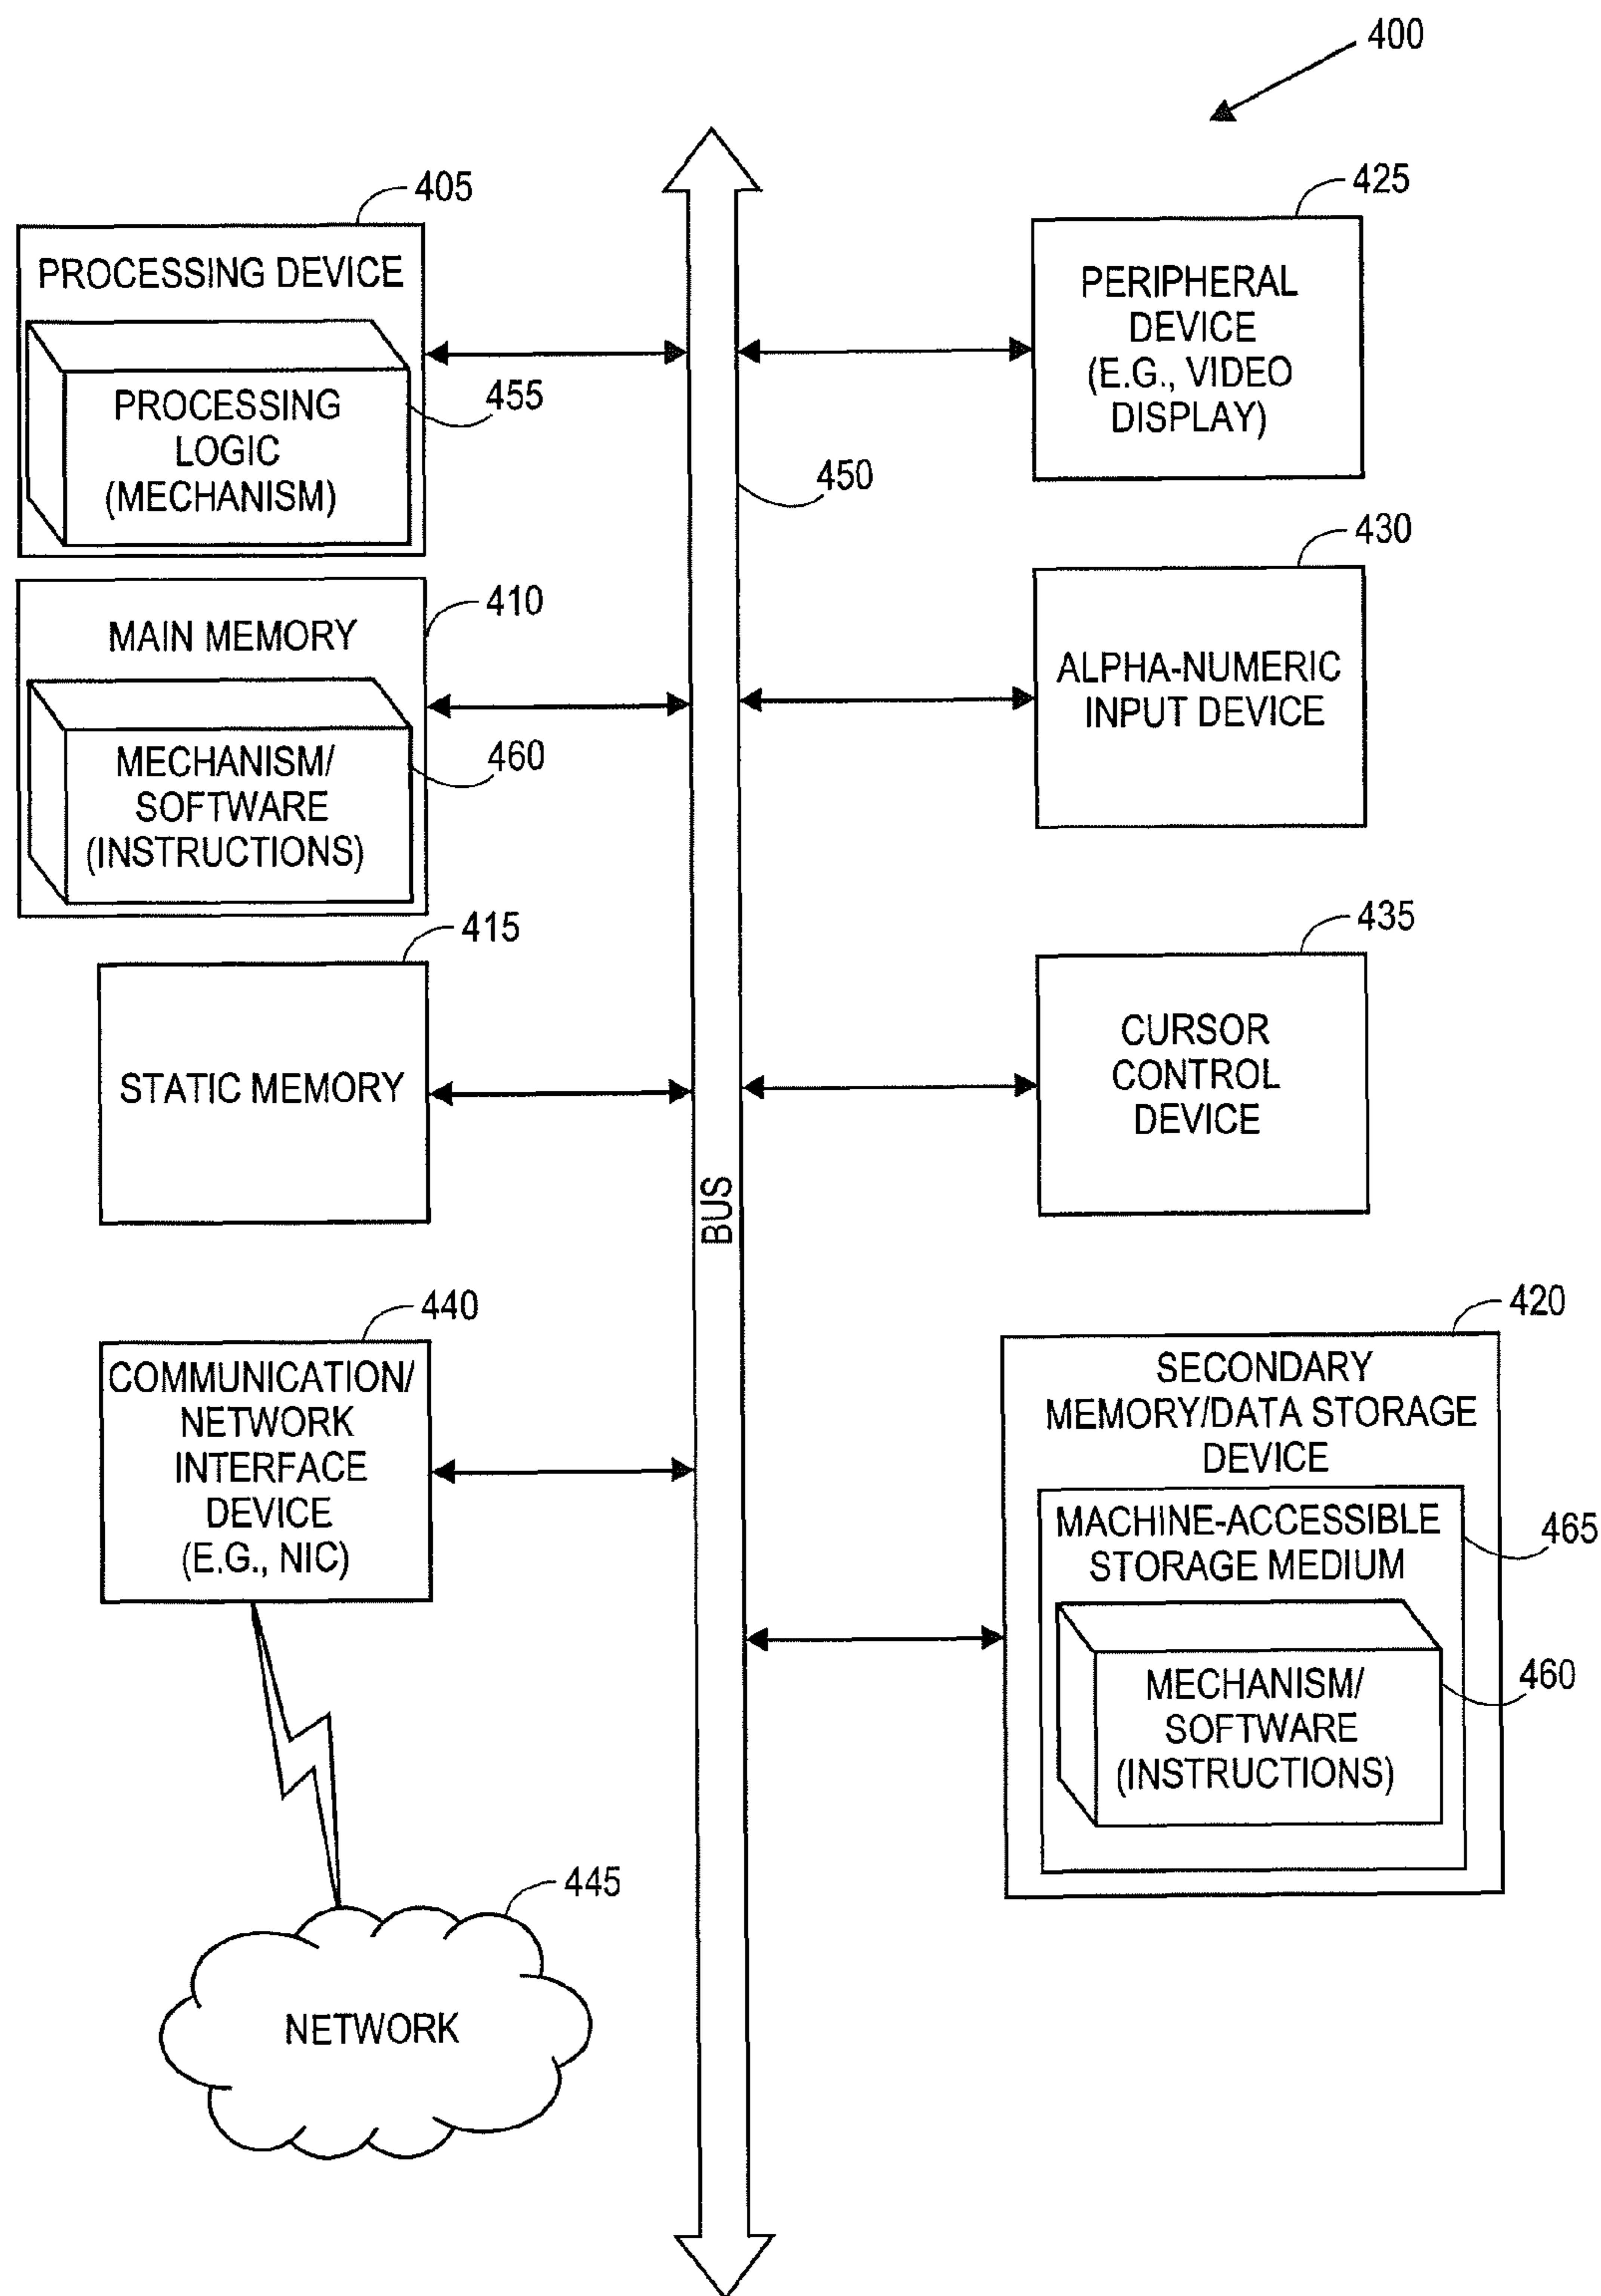 400
405
PROCESSING DEVICE
PROCESSING
LOGIC
(MECHANISM)
455
410
MAIN MEMORY
MECHANISM/
SOFTWARE
(INSTRUCTIONS)
460
415
STATIC MEMORY
440
COMMUNICATION/
NETWORK
INTERFACE
DEVICE
(E.G., NIC)
445
NETWORK
450
BUS
425
PERIPHERAL
DEVICE
(E.G., VIDEO
DISPLAY)
430
ALPHA-NUMERIC
INPUT DEVICE
435
CURSOR
CONTROL
DEVICE
420
SECONDARY
MEMORY/DATA STORAGE
DEVICE
MACHINE-ACCESSIBLE
STORAGE MEDIUM
465
MECHANISM/
SOFTWARE
(INSTRUCTIONS)
460